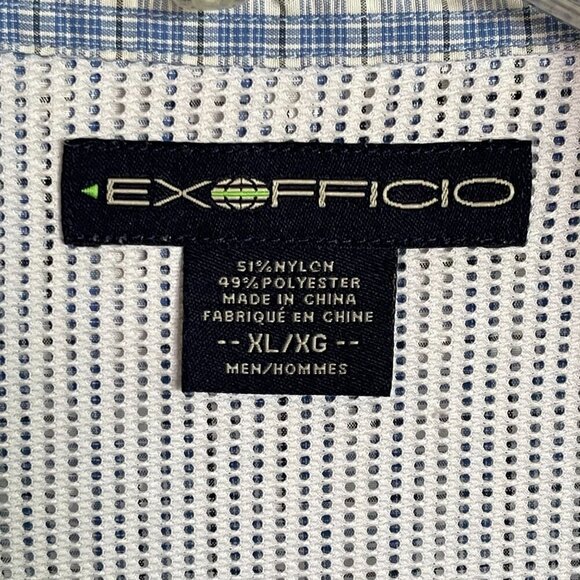 EXOFFICIO
51%NYLON
49%POLYESTER
MADE IN CHINA
FABRIQUÉ EN CHINE
-- XL/XG --
MEN/HOMMES